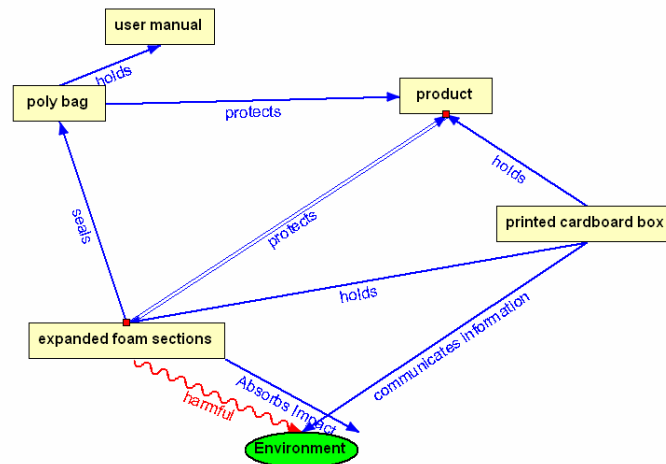 user manual
holds
poly bag
product
protects
holds
seals
protects
printed cardboard box
holds
communicates information
expanded foam sections
Absorbs Impact
harmful
Environment